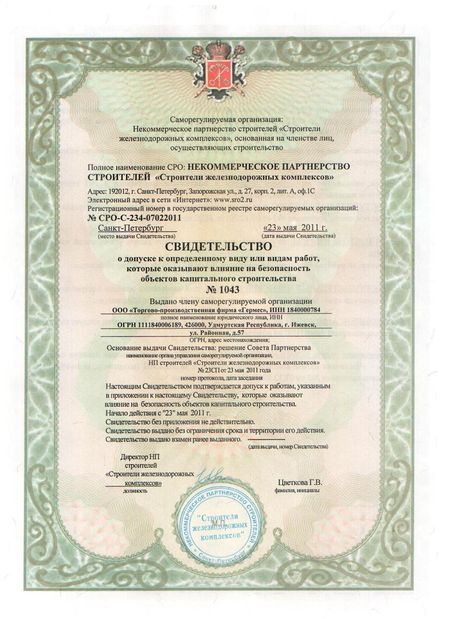 Саморегулируемая организация:
Некоммерческое партнерство строителей «Строители
железнодорожных комплексов», основанная на членстве лиц,
осуществляющих строительство
Полное наименование СРО: НЕКОММЕРЧЕСКОЕ ПАРТНЕРСТВО
СТРОИТЕЛЕЙ «Строители железнодорожных комплексов»
Адрес: 192012, г. Санкт-Петербург, Запорожская ул., д. 27, корп. 2, лит. А, оф.1С
Электронный адрес в сети «Интернет»: www.sro2.ru
Регистрационный номер в государственном реестре саморегулируемых организаций:
№ СРО-С-234-07022011
Санкт-Петербург «23» мая 2011 г.
(место выдачи Свидетельства) (дата выдачи Свидетельства)
СВИДЕТЕЛЬСТВО
о допуске к определенному виду или видам работ,
которые оказывают влияние на безопасность
объектов капитального строительства
№ 1043
Выдано члену саморегулируемой организации
ООО «Торгово-производственная фирма «Гермес», ИНН 1840000784
полное наименование юридического лица, ИНН
ОГРН 1111840006189, 426000, Удмуртская Республика, г. Ижевск,
ул. Районная, д.57
ОГРН, адрес местонахождения;
Основание выдачи Свидетельства: решение Совета Партнерства
наименование органа управления саморегулируемой организации,
НП строителей «Строители железнодорожных комплексов»
№ 23СП от 23 мая 2011 года
номер протокола, дата заседания
Настоящим Свидетельством подтверждается допуск к работам, указанным
в приложении к настоящему Свидетельству, которые оказывают
влияние на безопасность объектов капитального строительства.
Начало действия с "23" мая 2011 г.
Свидетельство без приложения не действительно.
Свидетельство выдано без ограничения срока и территории его действия.
Свидетельство выдано взамен ранее выданного.
(дата выдачи, номер Свидетельства)
Директор НП
строителей
«Строители железнодорожных
комплексов» Цветкова Г.В.
должность фамилия, инициалы
НЕКОММЕРЧЕСКОЕ ПАРТНЕРСТВО СТРОИТЕЛЕЙ
"Строители
М.П.
железнодорожных
комплексов"
Санкт-Петербург